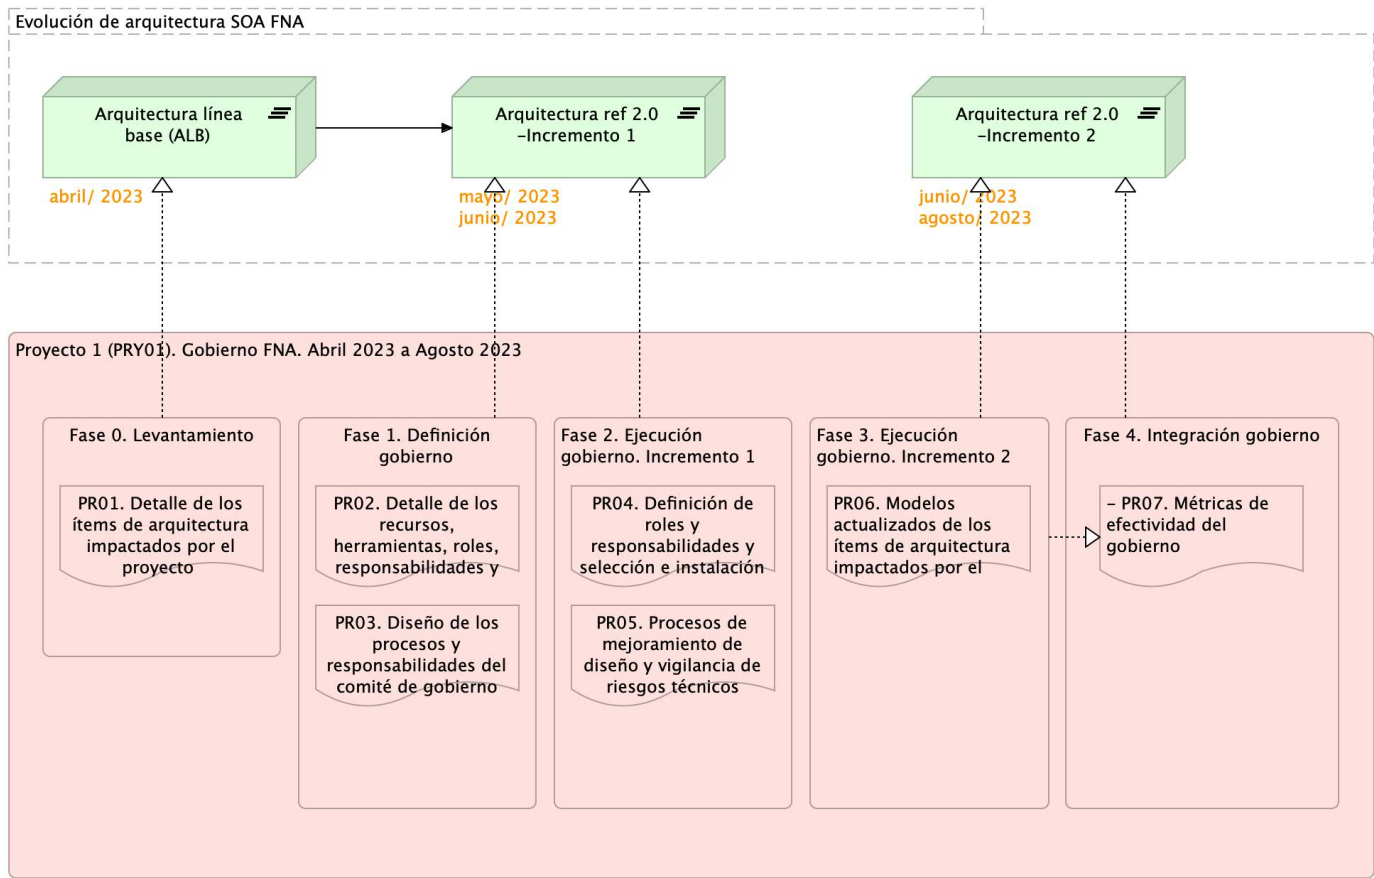 Evolución de arquitectura SOA FNA
Arquitectura línea
base (ALB)
abril/ 2023
Arquitectura ref 2.0
-Incremento 1
mayo/ 2023
junio/ 2023
Arquitectura ref 2.0
-Incremento 2
junio/ 2023
agosto/ 2023
Proyecto 1 (PRY01). Gobierno FNA. Abril 2023 a Agosto 2023
Fase 0. Levantamiento
PR01. Detalle de los
ítems de arquitectura
impactados por el
proyecto
Fase 1. Definición
gobierno
PR02. Detalle de los
recursos,
herramientas, roles,
responsabilidades y
PR03. Diseño de los
procesos y
responsabilidades del
comité de gobierno
Fase 2. Ejecución
gobierno. Incremento 1
PR04. Definición de
roles y
responsabilidades y
selección e instalación
PR05. Procesos de
mejoramiento de
diseño y vigilancia de
riesgos técnicos
Fase 3. Ejecución
gobierno. Incremento 2
PR06. Modelos
actualizados de los
ítems de arquitectura
impactados por el
Fase 4. Integración gobierno
- PR07. Métricas de
efectividad del
gobierno